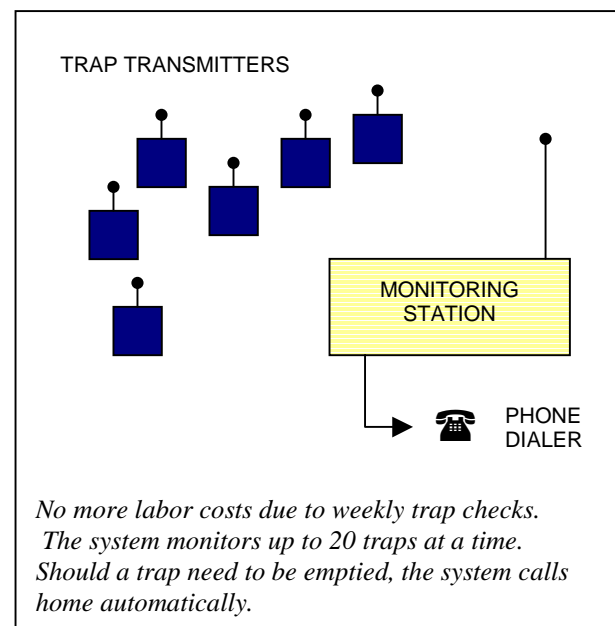 TRAP TRANSMITTERS
MONITORING
STATION
PHONE
DIALER
No more labor costs due to weekly trap checks.
The system monitors up to 20 traps at a time.
Should a trap need to be emptied, the system calls
home automatically.